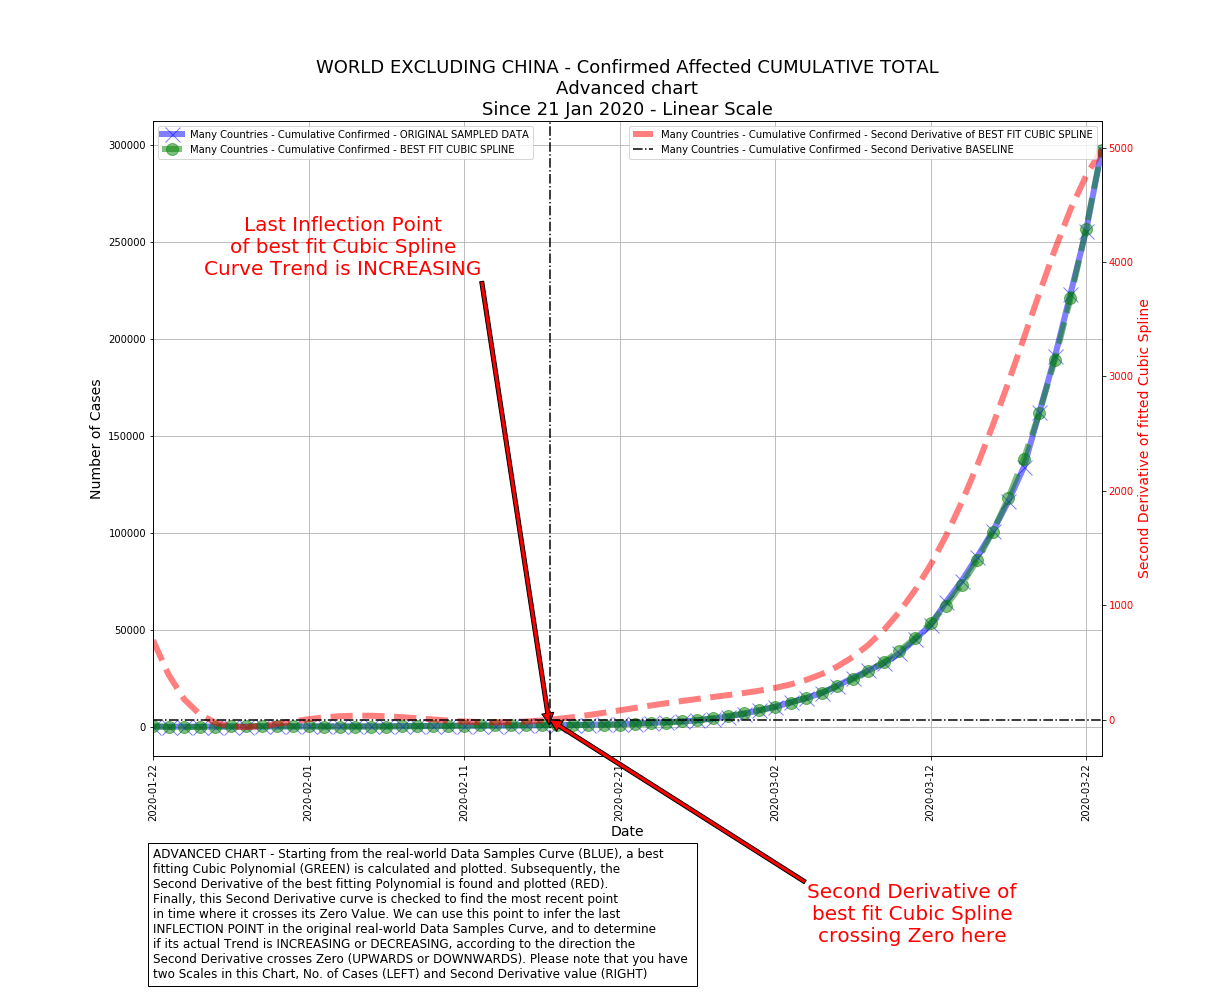 WORLD EXCLUDING CHINA - Confirmed Affected CUMULATIVE TOTAL
Advanced chart
Since 21 Jan 2020 - Linear Scale
Many Countries - Cumulative Confirmed - ORIGINAL SAMPLED DATA
Many Countries - Cumulative Confirmed - BEST FIT CUBIC SPLINE
Many Countries - Cumulative Confirmed - Second Derivative of BEST FIT CUBIC SPLINE
Many Countries - Cumulative Confirmed - Second Derivative BASELINE
Last Inflection Point
of best fit Cubic Spline
Curve Trend is INCREASING
Number of Cases
300000
250000
200000
150000
100000
50000
0
Second Derivative of fitted Cubic Spline
5000
4000
3000
2000
1000
0
2020-01-22
2020-02-01
2020-02-11
2020-02-21
2020-03-02
2020-03-12
2020-03-22
Date
ADVANCED CHART - Starting from the real-world Data Samples Curve (BLUE), a best
fitting Cubic Polynomial (GREEN) is calculated and plotted. Subsequently, the
Second Derivative of the best fitting Polynomial is found and plotted (RED).
Finally, this Second Derivative curve is checked to find the most recent point
in time where it crosses its Zero Value. We can use this point to infer the last
INFLECTION POINT in the original real-world Data Samples Curve, and to determine
if its actual Trend is INCREASING or DECREASING, according to the direction the
Second Derivative crosses Zero (UPWARDS or DOWNWARDS). Please note that you have
two Scales in this Chart, No. of Cases (LEFT) and Second Derivative value (RIGHT)
Second Derivative of
best fit Cubic Spline
crossing Zero here